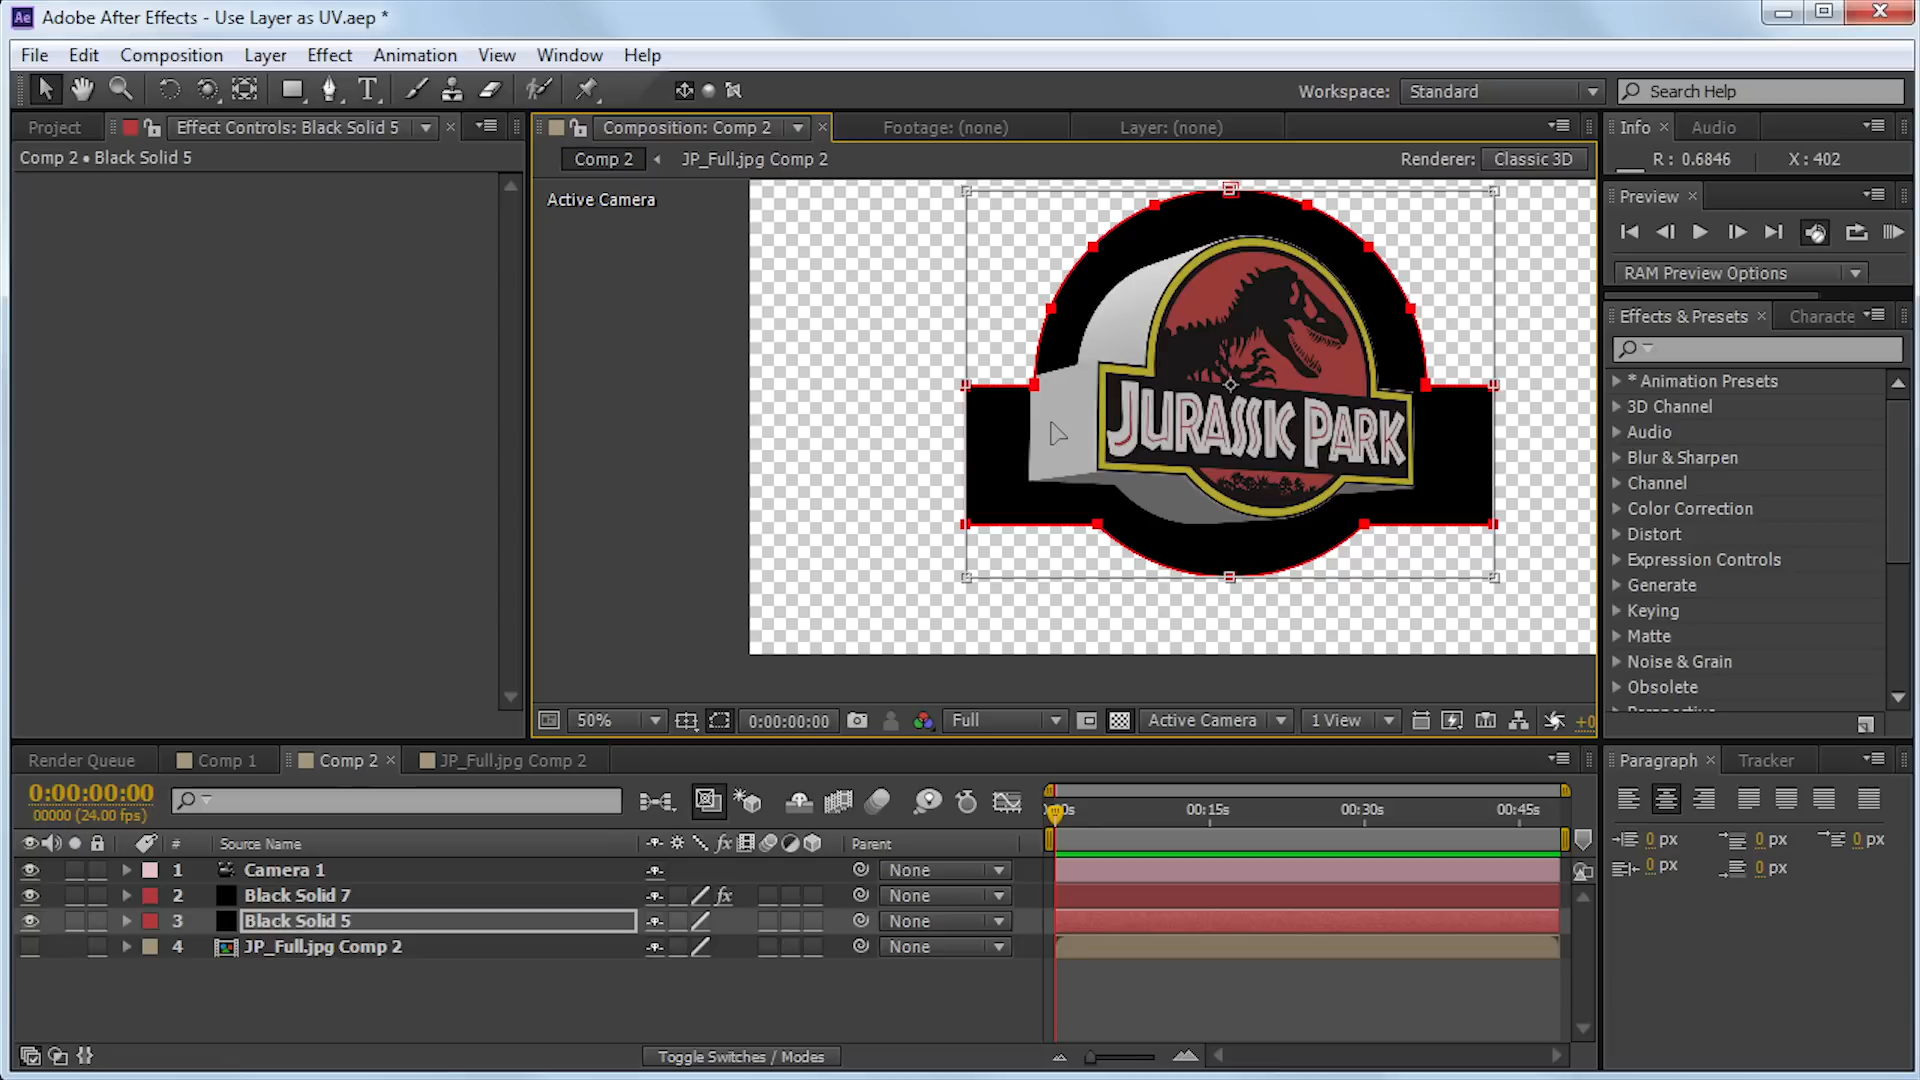 Adobe After Effects - Use Layer as UV.aep *
File Edit Composition Layer Effect Animation View Window Help
Workspace: Standard Search Help
Project Effect Controls: Black Solid 5 Composition: Comp 2 Footage: (none) Layer: (none) Info Audio
Comp 2 • Black Solid 5 Comp 2 JP_Full.jpg Comp 2 Renderer: Classic 3D R : 0.6846 X : 402
Active Camera
Preview
RAM Preview Options
Effects & Presets Characte
* Animation Presets
3D Channel
Audio
Blur & Sharpen
Channel
Color Correction
Distort
Expression Controls
Generate
Keying
Matte
Noise & Grain
Obsolete
JURASSIC PARK
50% 0:00:00:00 Full Active Camera 1 View +0
Render Queue Comp 1 Comp 2 JP_Full.jpg Comp 2 Paragraph Tracker
0:00:00:00
00000 (24.00 fps)
0s 00:15s 00:30s 00:45s
# Source Name fx Parent
1 Camera 1 None
2 Black Solid 7 fx None
3 Black Solid 5 None
4 JP_Full.jpg Comp 2 None
0 px 0 px 0 px
0 px 0 px
Toggle Switches / Modes